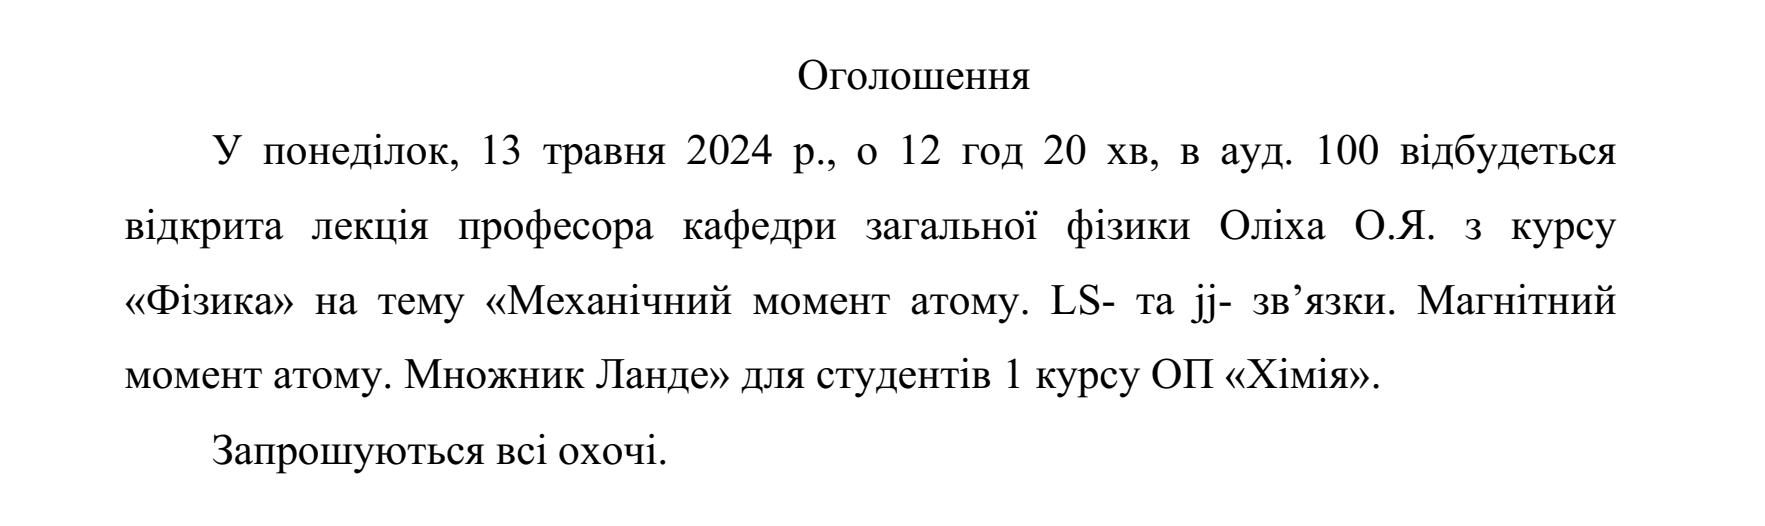 Оголошення
У понеділок, 13 травня 2024 р., о 12 год 20 хв, в ауд. 100 відбудеться
відкрита лекція професора кафедри загальної фізики Оліха О.Я. з курсу
«Фізика» на тему «Механічний момент атому. LS- та jj- зв’язки. Магнітний
момент атому. Множник Ланде» для студентів 1 курсу ОП «Хімія».
Запрошуються всі охочі.